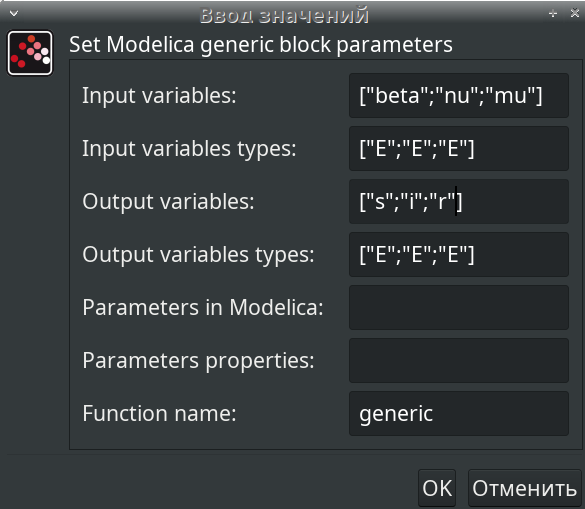 Ввод значений
Set Modelica generic block parameters
Input variables: ["beta";"nu";"mu"]
Input variables types: ["E";"E";"E"]
Output variables: ["s";"i";"r"]
Output variables types: ["E";"E";"E"]
Parameters in Modelica:
Parameters properties:
Function name: generic
OK Отменить